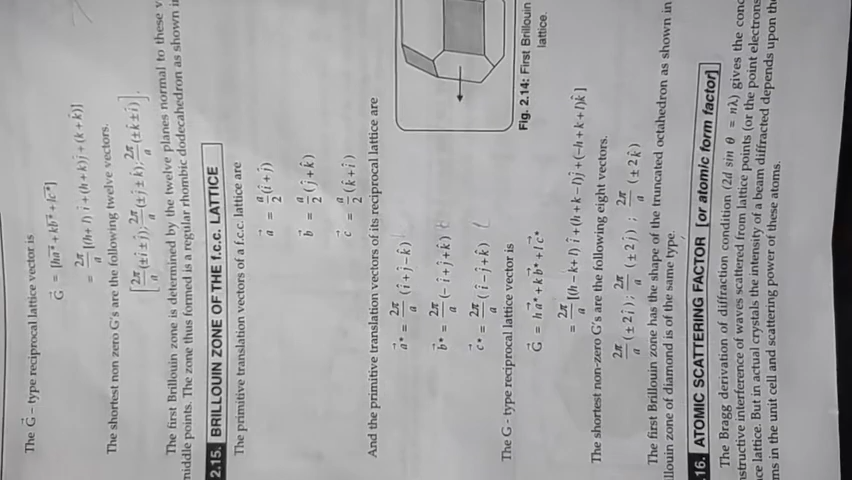 The G⃗ – type reciprocal lattice vector is
G⃗ = [ha⃗* + kb⃗* + lc⃗*]
= 2π/a [(h + l) î + (h + k) ĵ + (k + k̂)]
The shortest non zero G's are the following twelve vectors.
[2π/a (± î ± ĵ); 2π/a (± ĵ ± k̂); 2π/a (± k̂ ± î)].
The first Brillouin zone is determined by the twelve planes normal to these v
middle points. The zone thus formed is a regular rhombic dodecahedron as shown i
2.15. BRILLOUIN ZONE OF THE f.c.c. LATTICE
The primitive translation vectors of a f.c.c. lattice are
a⃗ = a/2 (î + ĵ)
b⃗ = a/2 (ĵ + k̂)
c⃗ = a/2 (k̂ + î)
And the primitive translation vectors of its reciprocal lattice are
a⃗* = 2π/a (î + ĵ – k̂)
b⃗* = 2π/a (– î + ĵ + k̂)
c⃗* = 2π/a (î – ĵ + k̂)
The G - type reciprocal lattice vector is
G⃗ = h a⃗* + k b⃗* + l c⃗*
= 2π/a [(h – k + l) î + (h + k – l) ĵ + (–h + k + l) k̂]
Fig. 2.14: First Brillouin
lattice.
The shortest non-zero G's are the following eight vectors.
2π/a (± 2 î) ; 2π/a (± 2 ĵ) ; 2π/a (± 2 k̂)
The first Brillouin zone has the shape of the truncated octahedron as shown in
llouin zone of diamond is of the same type.
.16. ATOMIC SCATTERING FACTOR [or atomic form factor]
The Bragg derivation of diffraction condition (2d sin θ = nλ) gives the conc
nstructive interference of waves scattered from lattice points (or the point electrons
ce lattice. But in actual crystals the intensity of a beam diffracted depends upon the
ms in the unit cell and scattering power of these atoms.